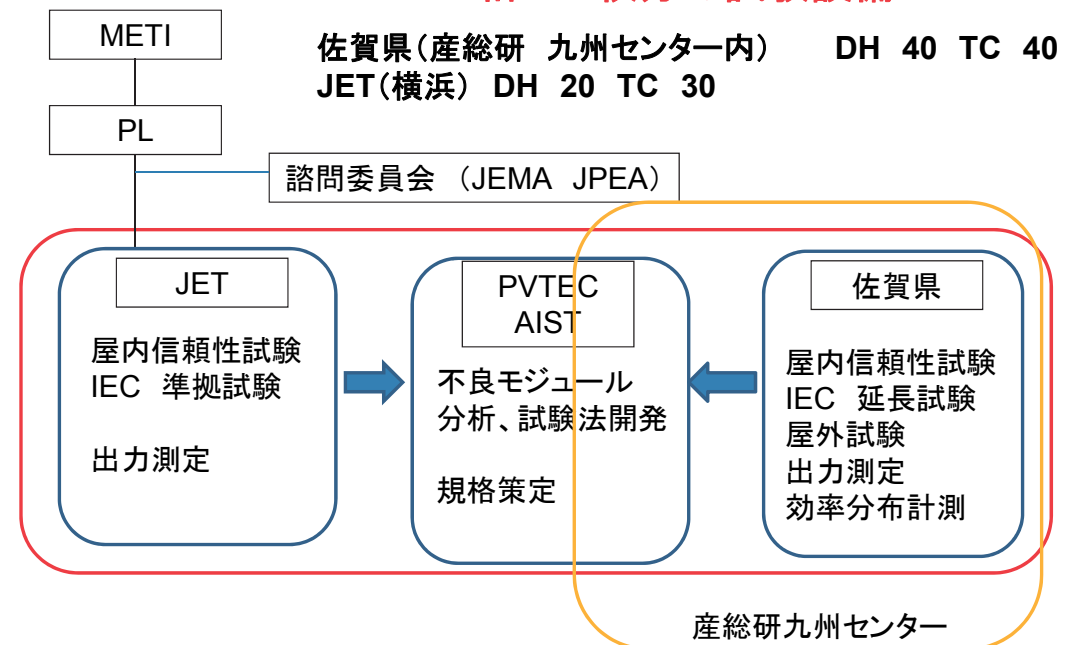 METI
佐賀県（産総研 九州センター内） DH 40 TC 40
JET（横浜） DH 20 TC 30
PL
諮問委員会 （JEMA JPEA）
JET
屋内信頼性試験
IEC 準拠試験
出力測定
PVTEC
AIST
不良モジュール
分析、試験法開発
規格策定
佐賀県
屋内信頼性試験
IEC 延長試験
屋外試験
出力測定
効率分布計測
産総研九州センター